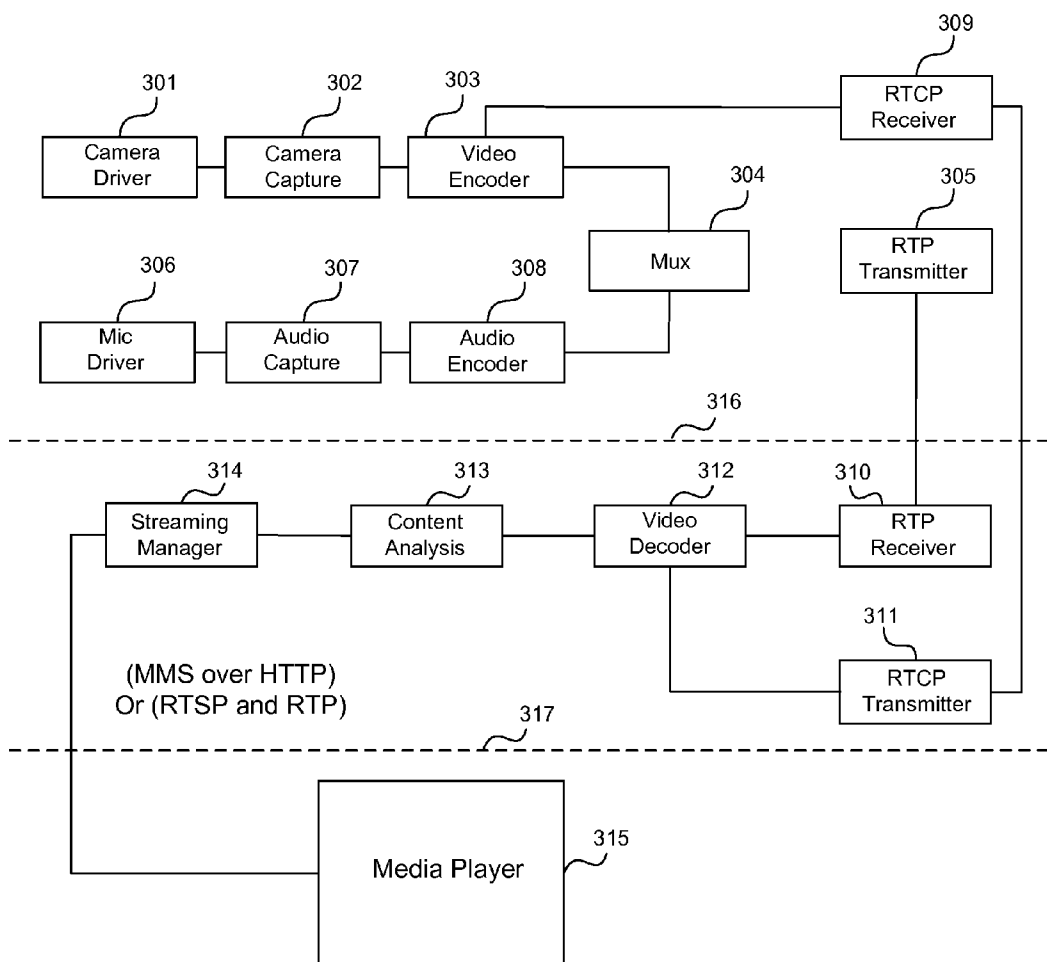 309
301
302
303
RTCP
Receiver
Camera
Driver
Camera
Capture
Video
Encoder
304
305
Mux
RTP
Transmitter
306
307
308
Mic
Driver
Audio
Capture
Audio
Encoder
316
314
313
312
310
Streaming
Manager
Content
Analysis
Video
Decoder
RTP
Receiver
311
(MMS over HTTP)
Or (RTSP and RTP)
RTCP
Transmitter
317
Media Player
315